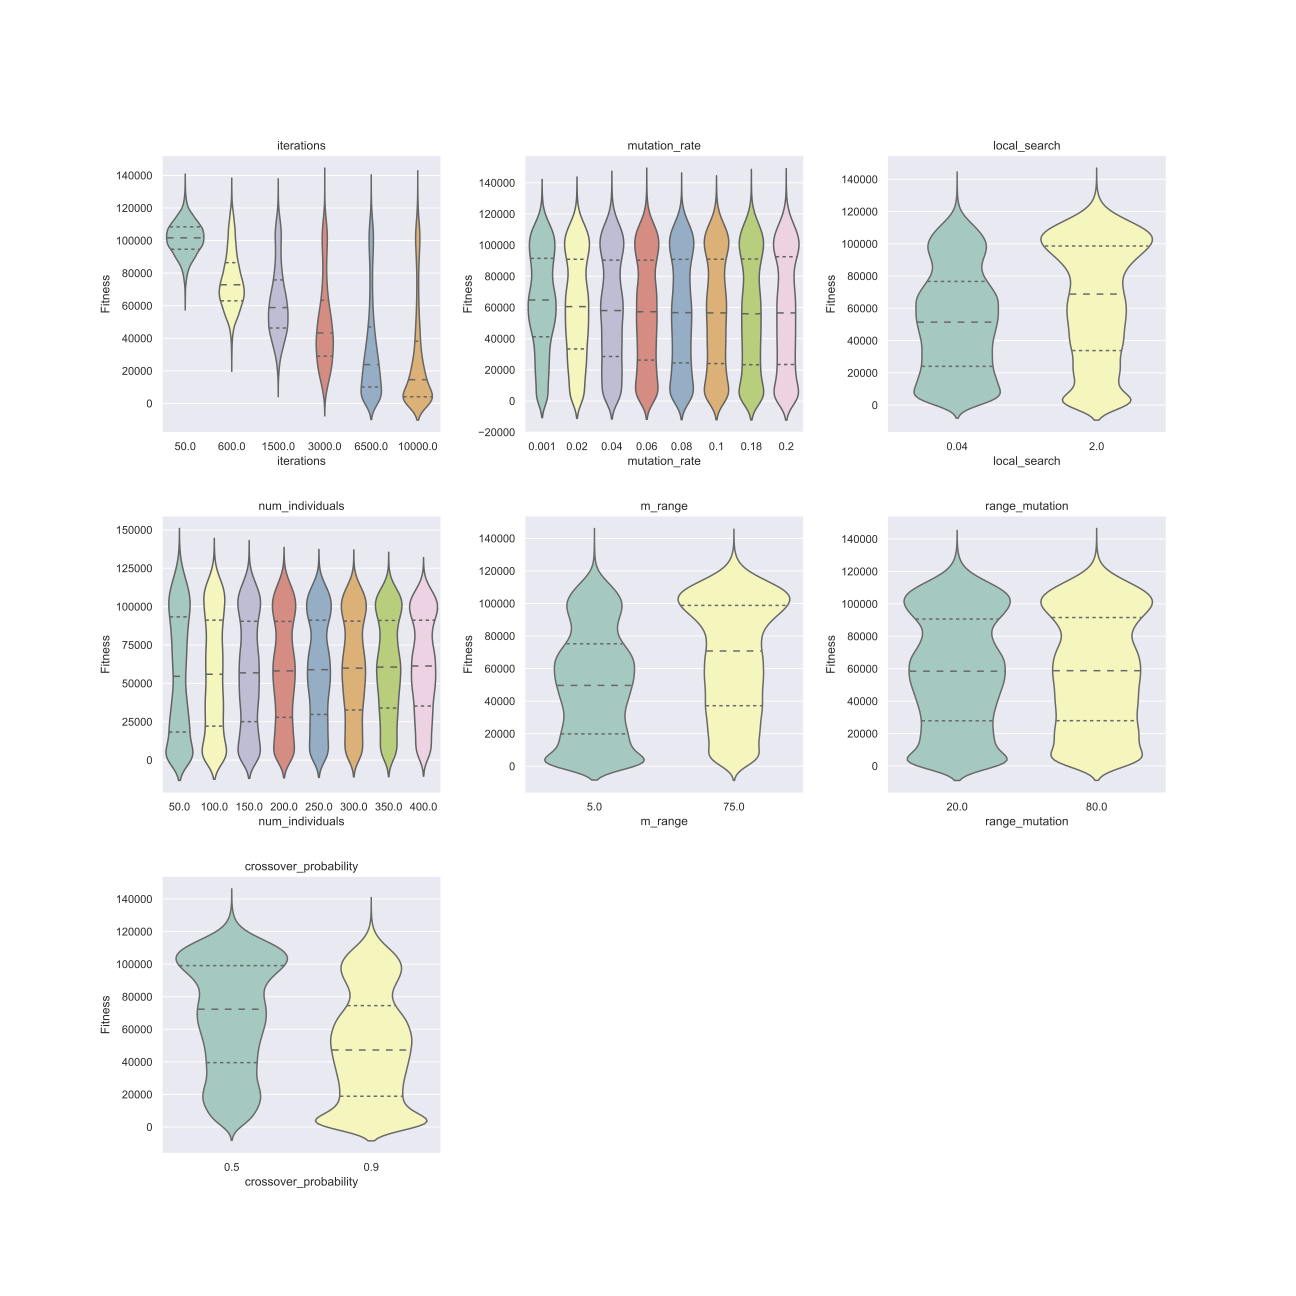 iterations
mutation_rate
local_search
140000
120000
100000
80000
60000
40000
20000
0
Fitness
50.0 600.0 1500.0 3000.0 6500.0 10000.0
iterations
140000
120000
100000
80000
60000
40000
20000
0
−20000
Fitness
0.001 0.02 0.04 0.06 0.08 0.1 0.18 0.2
mutation_rate
140000
120000
100000
80000
60000
40000
20000
0
Fitness
0.04 2.0
local_search
num_individuals
m_range
range_mutation
150000
125000
100000
75000
50000
25000
0
Fitness
50.0 100.0 150.0 200.0 250.0 300.0 350.0 400.0
num_individuals
140000
120000
100000
80000
60000
40000
20000
0
Fitness
5.0 75.0
m_range
140000
120000
100000
80000
60000
40000
20000
0
Fitness
20.0 80.0
range_mutation
crossover_probability
140000
120000
100000
80000
60000
40000
20000
0
Fitness
0.5 0.9
crossover_probability